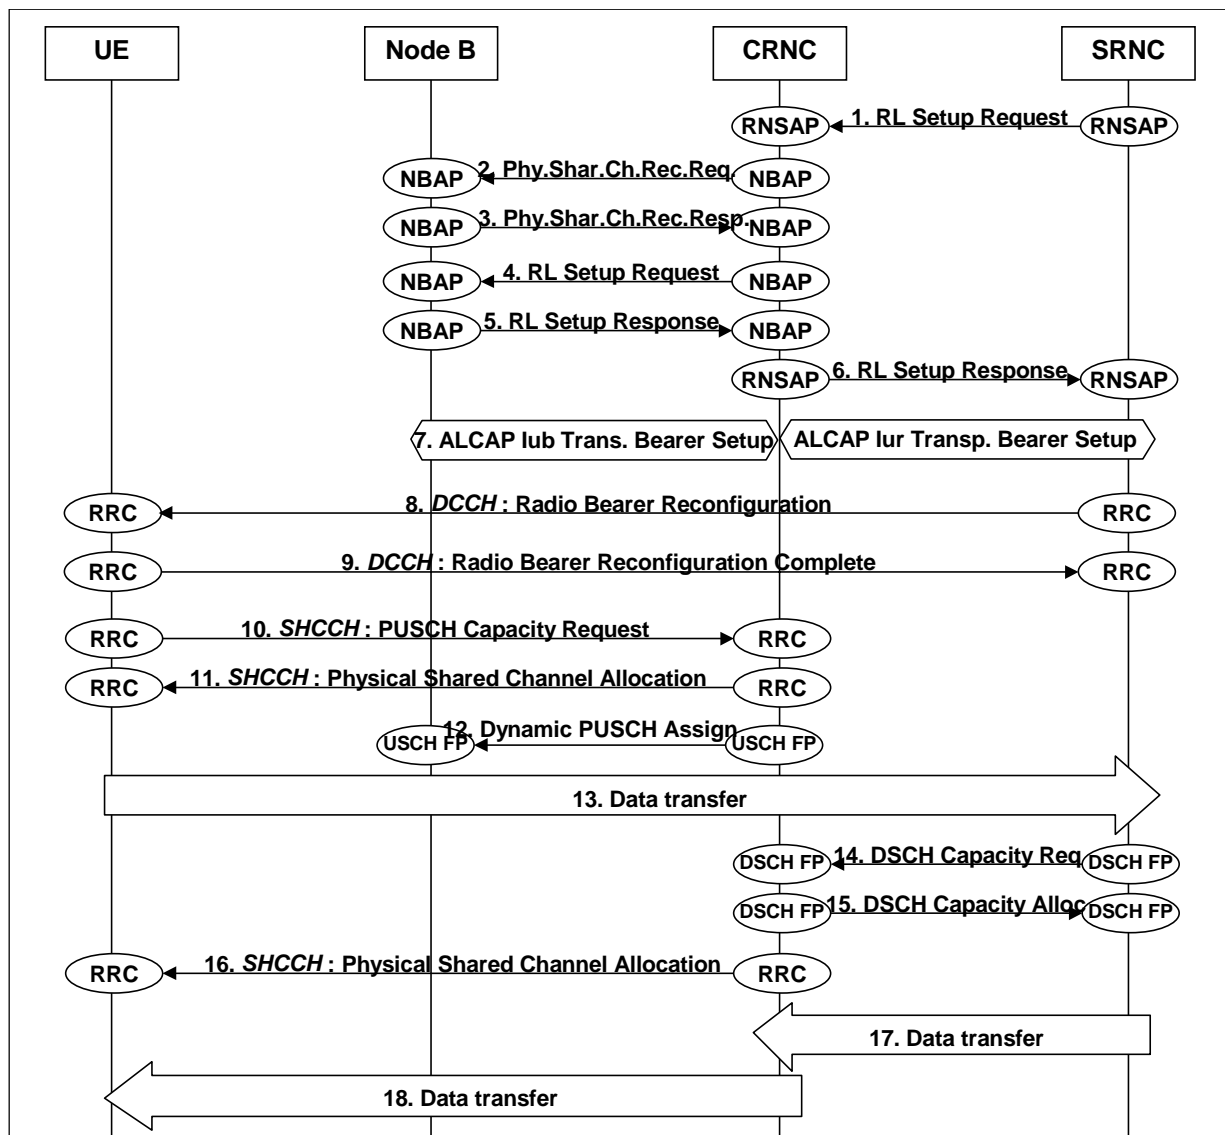 UE Node B CRNC SRNC
RNSAP 1. RL Setup Request RNSAP
NBAP 2. Phy.Shar.Ch.Rec.Req. NBAP
NBAP 3. Phy.Shar.Ch.Rec.Resp. NBAP
NBAP 4. RL Setup Request NBAP
NBAP 5. RL Setup Response NBAP
RNSAP 6. RL Setup Response RNSAP
7. ALCAP Iub Trans. Bearer Setup ALCAP Iur Transp. Bearer Setup
RRC 8. DCCH : Radio Bearer Reconfiguration RRC
RRC 9. DCCH : Radio Bearer Reconfiguration Complete RRC
RRC 10. SHCCH : PUSCH Capacity Request RRC
RRC 11. SHCCH : Physical Shared Channel Allocation RRC
USCH FP 12. Dynamic PUSCH Assign USCH FP
13. Data transfer
DSCH FP 14. DSCH Capacity Req DSCH FP
DSCH FP 15. DSCH Capacity Alloc DSCH FP
RRC 16. SHCCH : Physical Shared Channel Allocation RRC
17. Data transfer
18. Data transfer